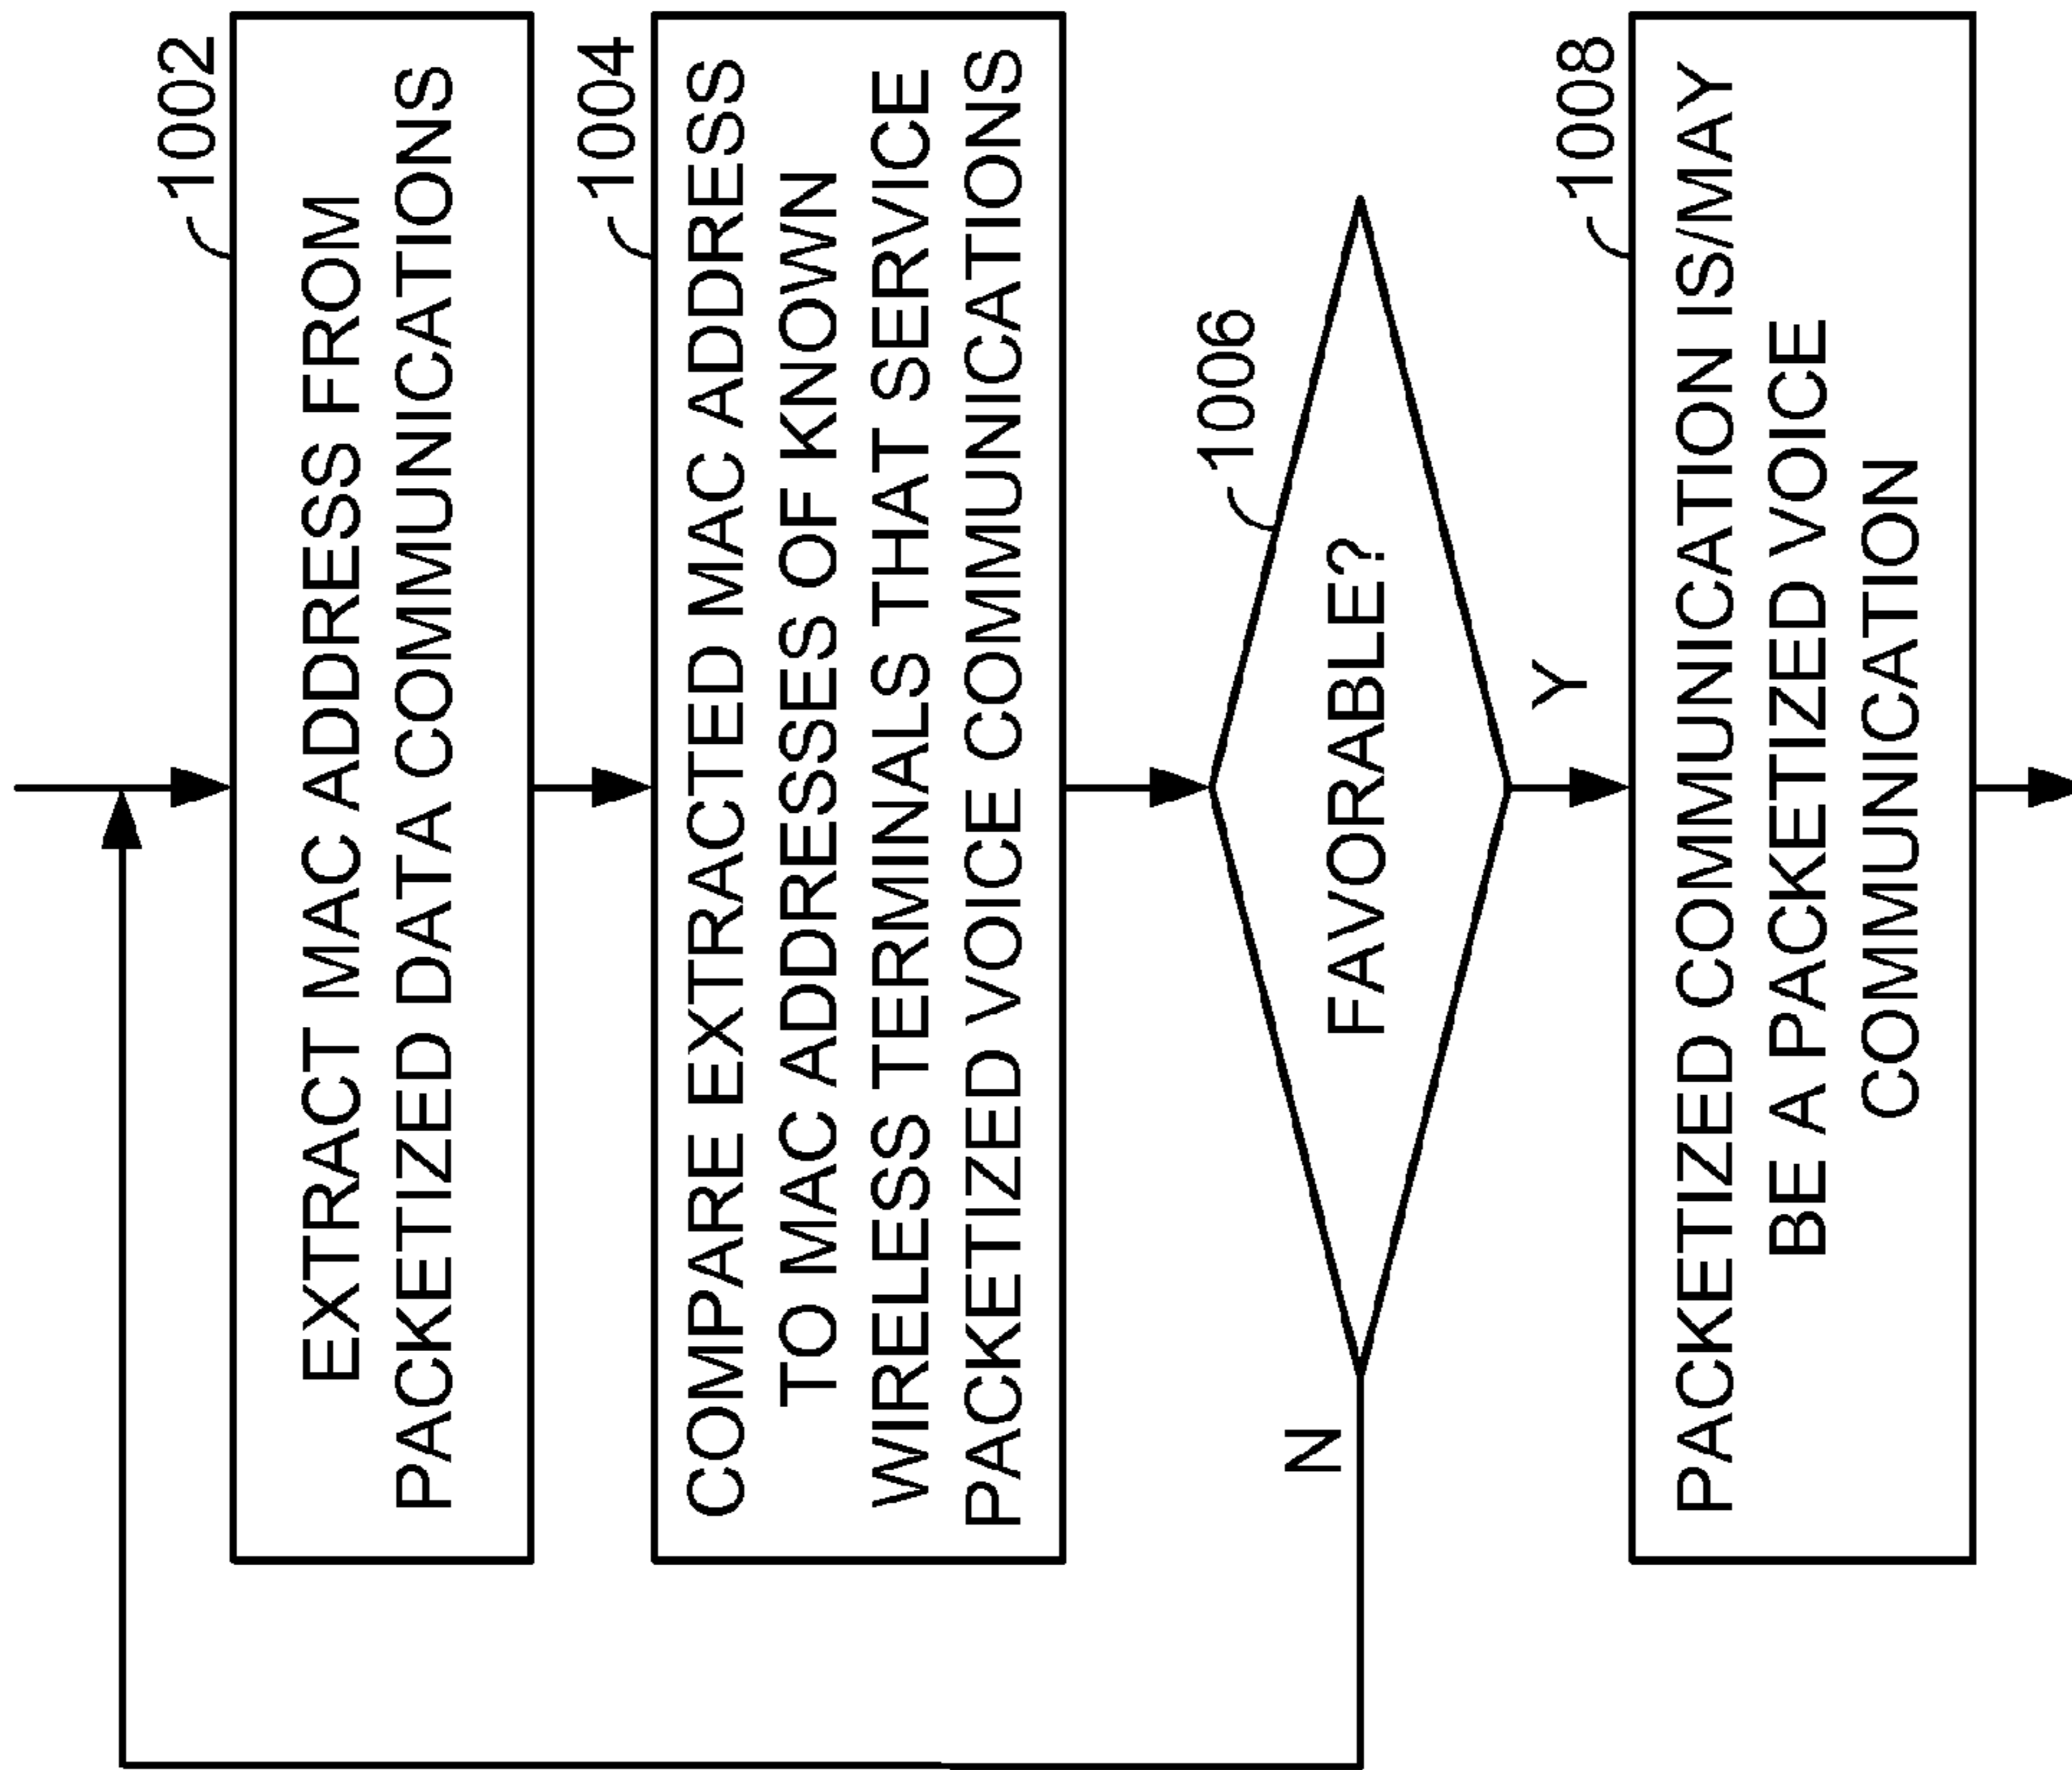 1002
EXTRACT MAC ADDRESS FROM
PACKETIZED DATA COMMUNICATIONS
1004
COMPARE EXTRACTED MAC ADDRESS
TO MAC ADDRESSES OF KNOWN
WIRELESS TERMINALS THAT SERVICE
PACKETIZED VOICE COMMUNICATIONS
1006
FAVORABLE?
N
Y
1008
PACKETIZED COMMUNICATION IS/MAY
BE A PACKETIZED VOICE
COMMUNICATION